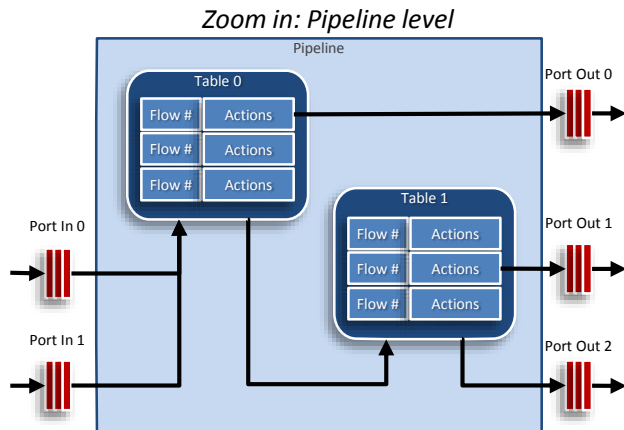 Zoom in: Pipeline level
Pipeline
Table 0
Flow # Actions
Flow # Actions
Flow # Actions
Port Out 0
Table 1
Flow # Actions
Flow # Actions
Flow # Actions
Port In 0
Port Out 1
Port In 1
Port Out 2